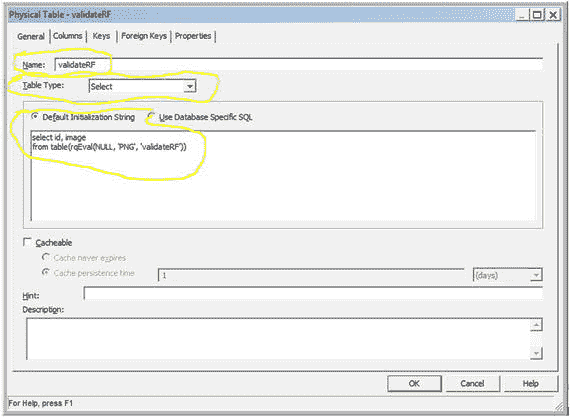 Physical Table - validateRF
General Columns Keys Foreign Keys Properties
Name: validateRF
Table Type: Select
Default Initialization String Use Database Specific SQL
select id, image
from table(rqEval(NULL, 'PNG', 'validateRF'))
Cacheable
Cache never expires
Cache persistence time 1 (days)
Hint:
Description:
OK Cancel Help
For Help, press F1